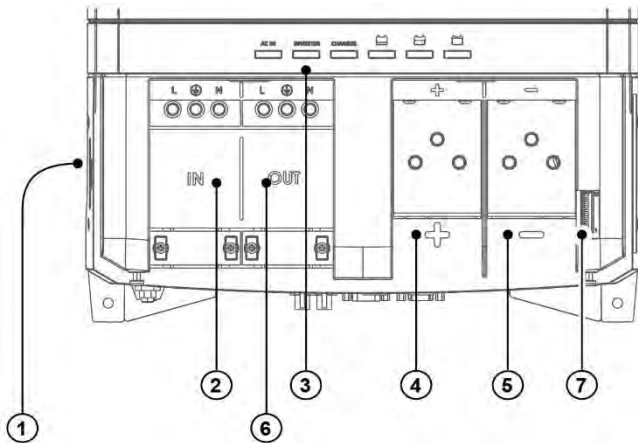 AC IN INVERTER CHARGER
L N L N + -
IN OUT
+ -
2 6 3 4 5 7
1